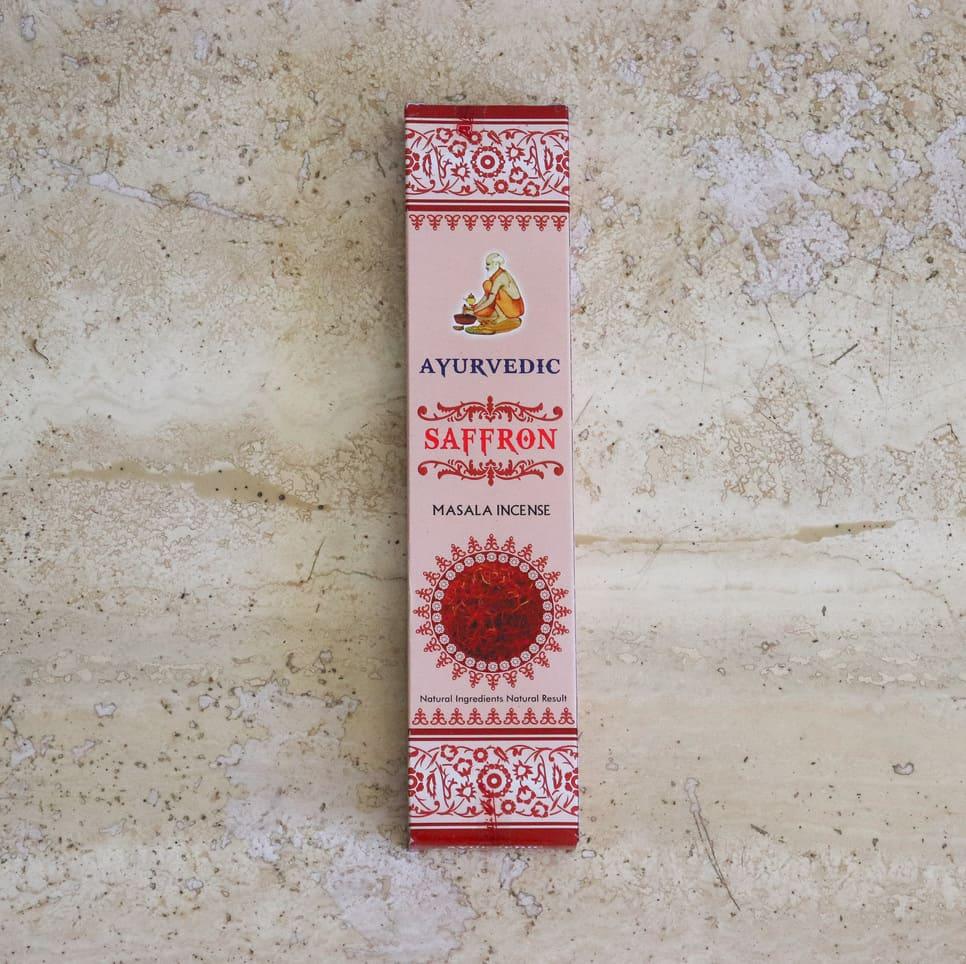 AYURVEDIC
SAFFRON
MASALA INCENSE
Natural Ingredients Natural Result